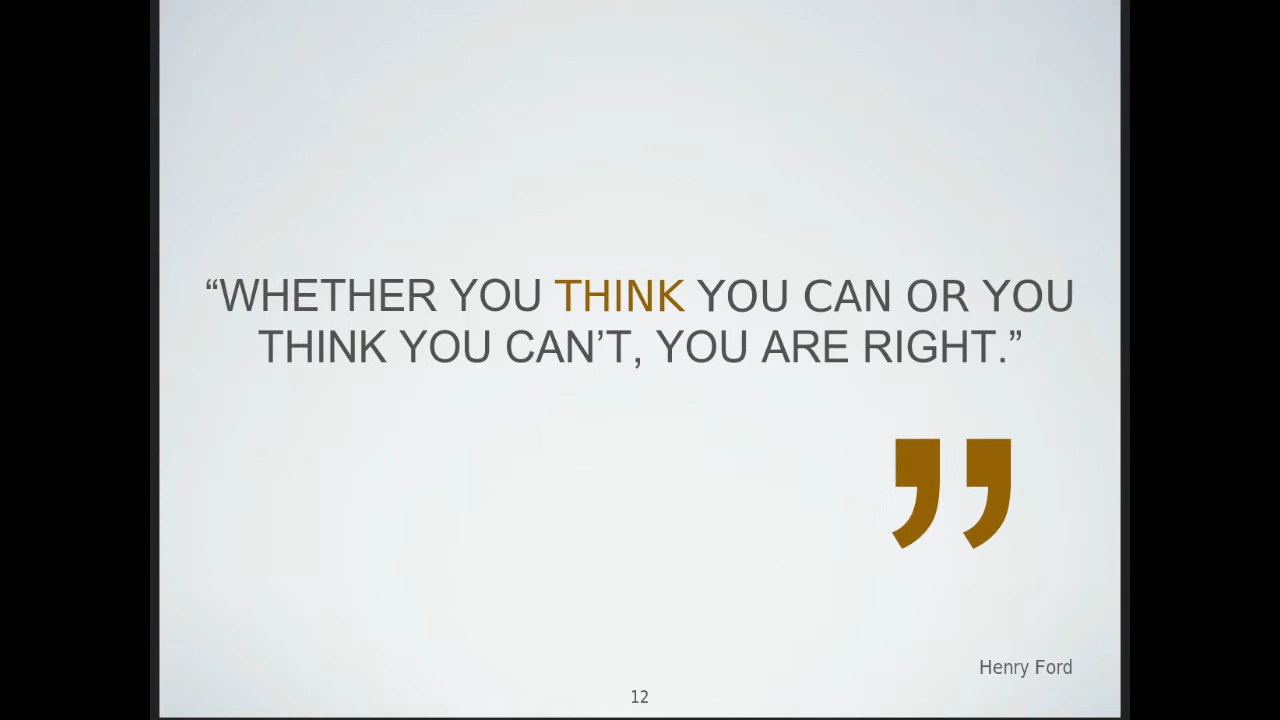 “WHETHER YOU THINK YOU CAN OR YOU
THINK YOU CAN’T, YOU ARE RIGHT.”
”
Henry Ford
12